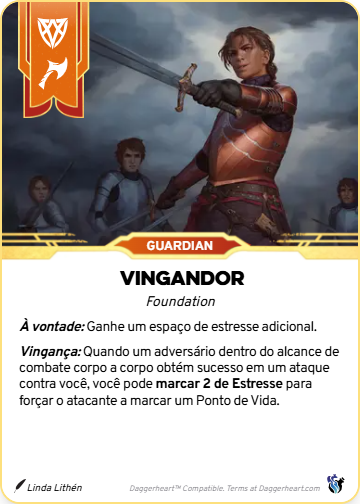 GUARDIAN
VINGANDOR
Foundation
À vontade: Ganhe um espaço de estresse adicional.
Vingança: Quando um adversário dentro do alcance de
combate corpo a corpo obtém sucesso em um ataque
contra você, você pode marcar 2 de Estresse para
forçar o atacante a marcar um Ponto de Vida.
Linda Lithén
Daggerheart™ Compatible. Terms at Daggerheart.com